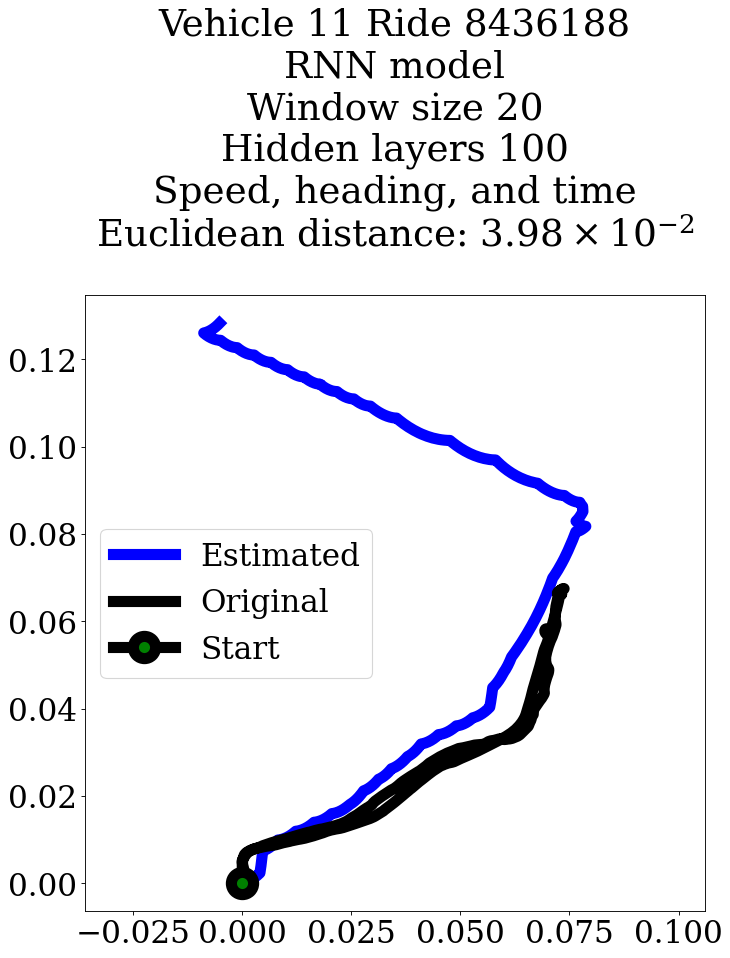 Vehicle 11 Ride 8436188
RNN model
Window size 20
Hidden layers 100
Speed, heading, and time
Euclidean distance: 3.98 × 10⁻²
0.12
0.10
0.08
0.06
0.04
0.02
0.00
Estimated
Original
Start
−0.025 0.000 0.025 0.050 0.075 0.100